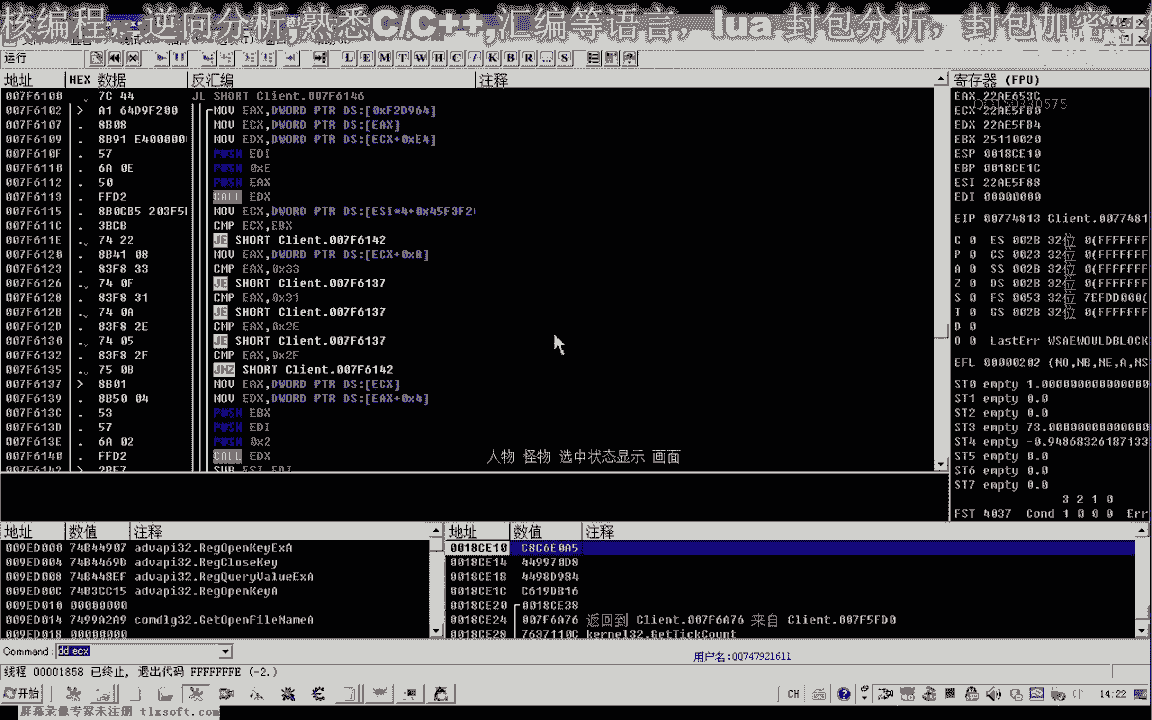 核编程、逆向分析,熟悉C/C++,汇编等语言，lua 封包分析， 封包加密
运行
L E M T W H C / K B R ... S
地址 HEX 数据 反汇编 注释
007F6100 . 7C 44 JL SHORT Client.007F6146
007F6102 > A1 64D9F200 MOV EAX,DWORD PTR DS:[0xF2D964]
007F6107 . 8B08 MOV ECX,DWORD PTR DS:[EAX]
007F6109 . 8B91 E400000 MOV EDX,DWORD PTR DS:[ECX+0xE4]
007F610F . 57 PUSH EDI
007F6110 . 6A 0E PUSH 0xE
007F6112 . 50 PUSH EAX
007F6113 . FFD2 CALL EDX
007F6115 . 8B0CB5 203F5 MOV ECX,DWORD PTR DS:[ESI*4+0x45F3F2
007F611C . 3BCB CMP ECX,EBX
007F611E . 74 22 JE SHORT Client.007F6142
007F6120 . 8B41 08 MOV EAX,DWORD PTR DS:[ECX+0x8]
007F6123 . 83F8 33 CMP EAX,0x33
007F6126 . 74 0F JE SHORT Client.007F6137
007F6128 . 83F8 31 CMP EAX,0x31
007F612B . 74 0A JE SHORT Client.007F6137
007F612D . 83F8 2E CMP EAX,0x2E
007F6130 . 74 05 JE SHORT Client.007F6137
007F6132 . 83F8 2F CMP EAX,0x2F
007F6135 . 75 0B JNZ SHORT Client.007F6142
007F6137 > 8B01 MOV EAX,DWORD PTR DS:[ECX]
007F6139 . 8B50 04 MOV EDX,DWORD PTR DS:[EAX+0x4]
007F613C . 53 PUSH EBX
007F613D . 57 PUSH EDI
007F613E . 6A 02 PUSH 0x2
007F6140 . FFD2 CALL EDX
007F6142 > 2BF7 SUB ESI,EDI
人物 怪物 选中状态显示 画面
寄存器 (FPU)
EAX 22AE653C
ECX 22AE5F80
EDX 22AE5FB4
EBX 25110020
ESP 0018CE10
EBP 0018CE1C
ESI 22AE5F88
EDI 00000000
EIP 00774813 Client.0077481
C 0 ES 002B 32位 0(FFFFFFF
P 0 CS 0023 32位 0(FFFFFFF
A 0 SS 002B 32位 0(FFFFFFF
Z 0 DS 002B 32位 0(FFFFFFF
S 0 FS 0053 32位 7EFDD000(
T 0 GS 002B 32位 0(FFFFFFF
D 0
O 0 LastErr WSAEWOULDBLOCK
EFL 00000202 (NO,NB,NE,A,NS
ST0 empty 1.0000000000000
ST1 empty 0.0
ST2 empty 0.0
ST3 empty 73.000000000000
ST4 empty -0.94868326187133
ST5 empty 0.0
ST6 empty 0.0
ST7 empty 0.0
3 2 1 0
FST 4037 Cond 1 0 0 0 Err
地址 数值 注释
009ED000 74B44907 advapi32.RegOpenKeyExA
009ED004 74B4469D advapi32.RegCloseKey
009ED008 74B448EF advapi32.RegQueryValueExA
009ED00C 74B3CC15 advapi32.RegOpenKeyA
009ED010 00000000
009ED014 7499A2A9 comdlg32.GetOpenFileNameA
009ED018 00000000
地址 数值 注释
0018CE10 C8C6E0A5
0018CE14 449970D8
0018CE18 4498D984
0018CE1C C619DB16
0018CE20 0018CE38
0018CE24 007F6A76 返回到 Client.007F6A76 来自 Client.007F5FD0
0018CE28 7637110C kernel32.GetTickCount
Command: dd ecx
用户名:QQ747921611
线程 00001858 已终止, 退出代码 FFFFFFFE (-2.)
开始
CH
14:22
屏幕录像专家未注册 tlxsoft.com